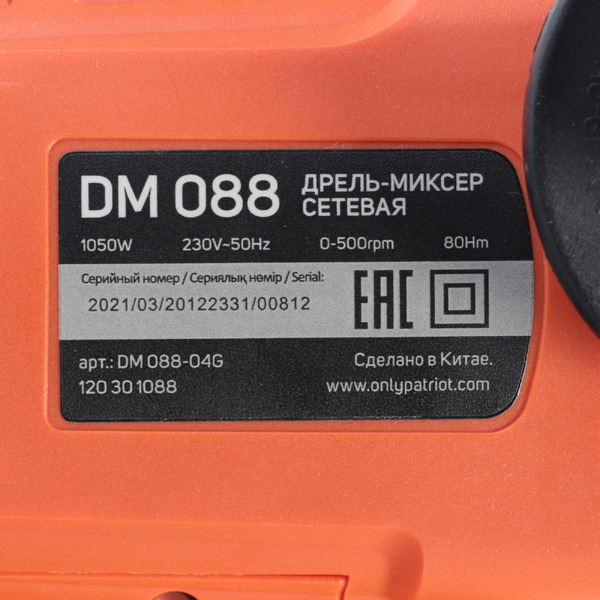 DM 088
ДРЕЛЬ-МИКСЕР
СЕТЕВАЯ
1050W 230V~50Hz 0-500rpm 80Hm
Серийный номер / Сериялық нөмір / Serial:
2021/03/20122331/00812
EAC
арт.: DM 088-04G
120 30 1088
Сделано в Китае.
www.onlypatriot.com